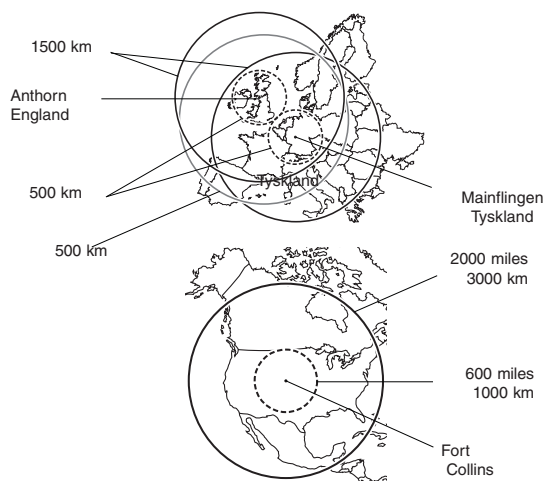 1500 km
Anthorn
England
500 km
Tyskland
Mainflingen
Tyskland
500 km
2000 miles
3000 km
600 miles
1000 km
Fort
Collins